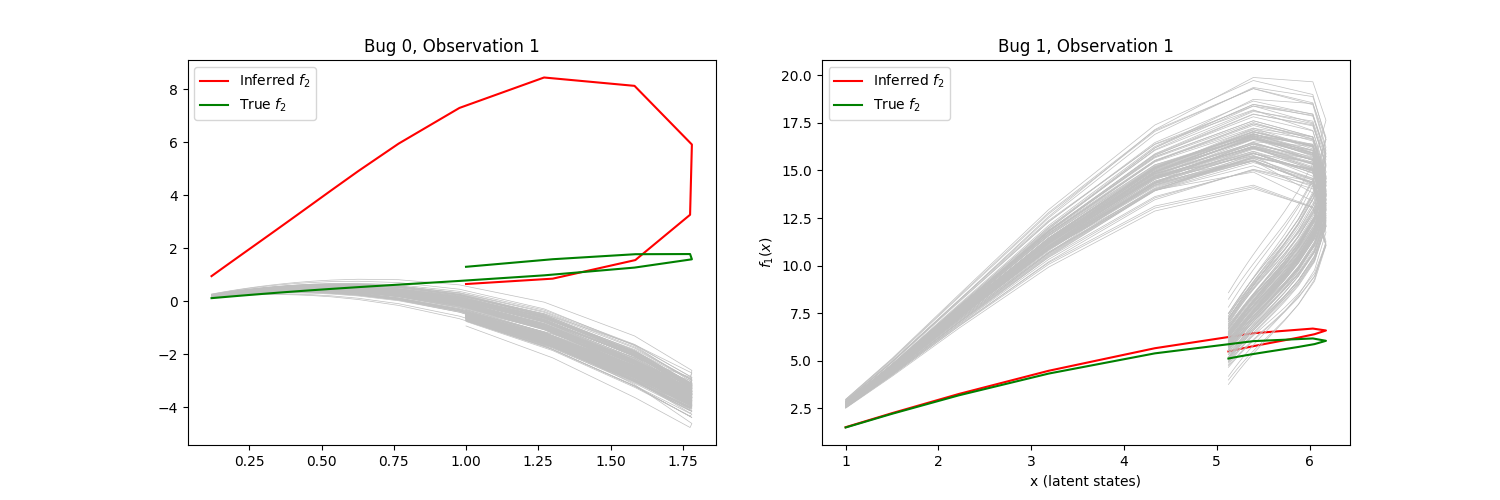 Bug 0, Observation 1
Inferred f₂
True f₂
8
6
4
2
0
−2
−4
0.25 0.50 0.75 1.00 1.25 1.50 1.75
Bug 1, Observation 1
Inferred f₂
True f₂
20.0
17.5
15.0
12.5
10.0
7.5
5.0
2.5
f₁(x)
1 2 3 4 5 6
x (latent states)